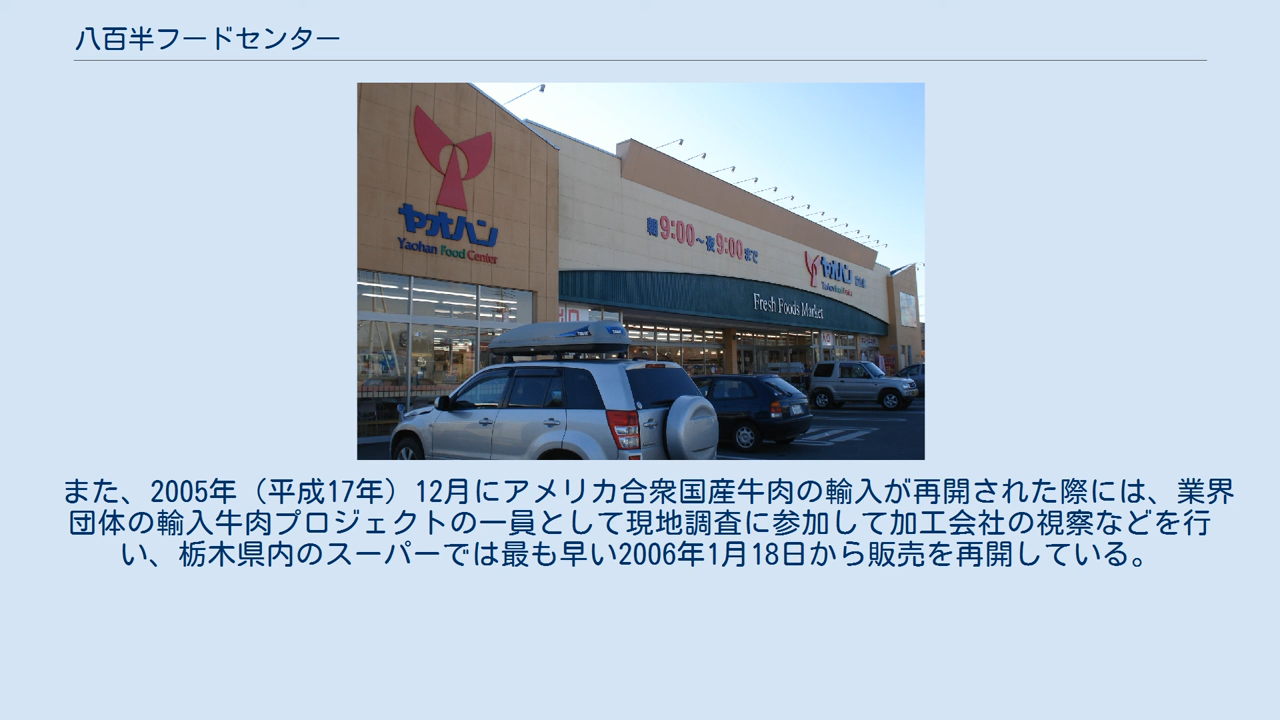 八百半フードセンター
ヤオハン
Yaohan Food Center
朝9:00～夜9:00まで
ヤオハン
Yaohan Food Center
Fresh Foods Market
また、2005年（平成17年）12月にアメリカ合衆国産牛肉の輸入が再開された際には、業界
団体の輸入牛肉プロジェクトの一員として現地調査に参加して加工会社の視察などを行
い、栃木県内のスーパーでは最も早い2006年1月18日から販売を再開している。